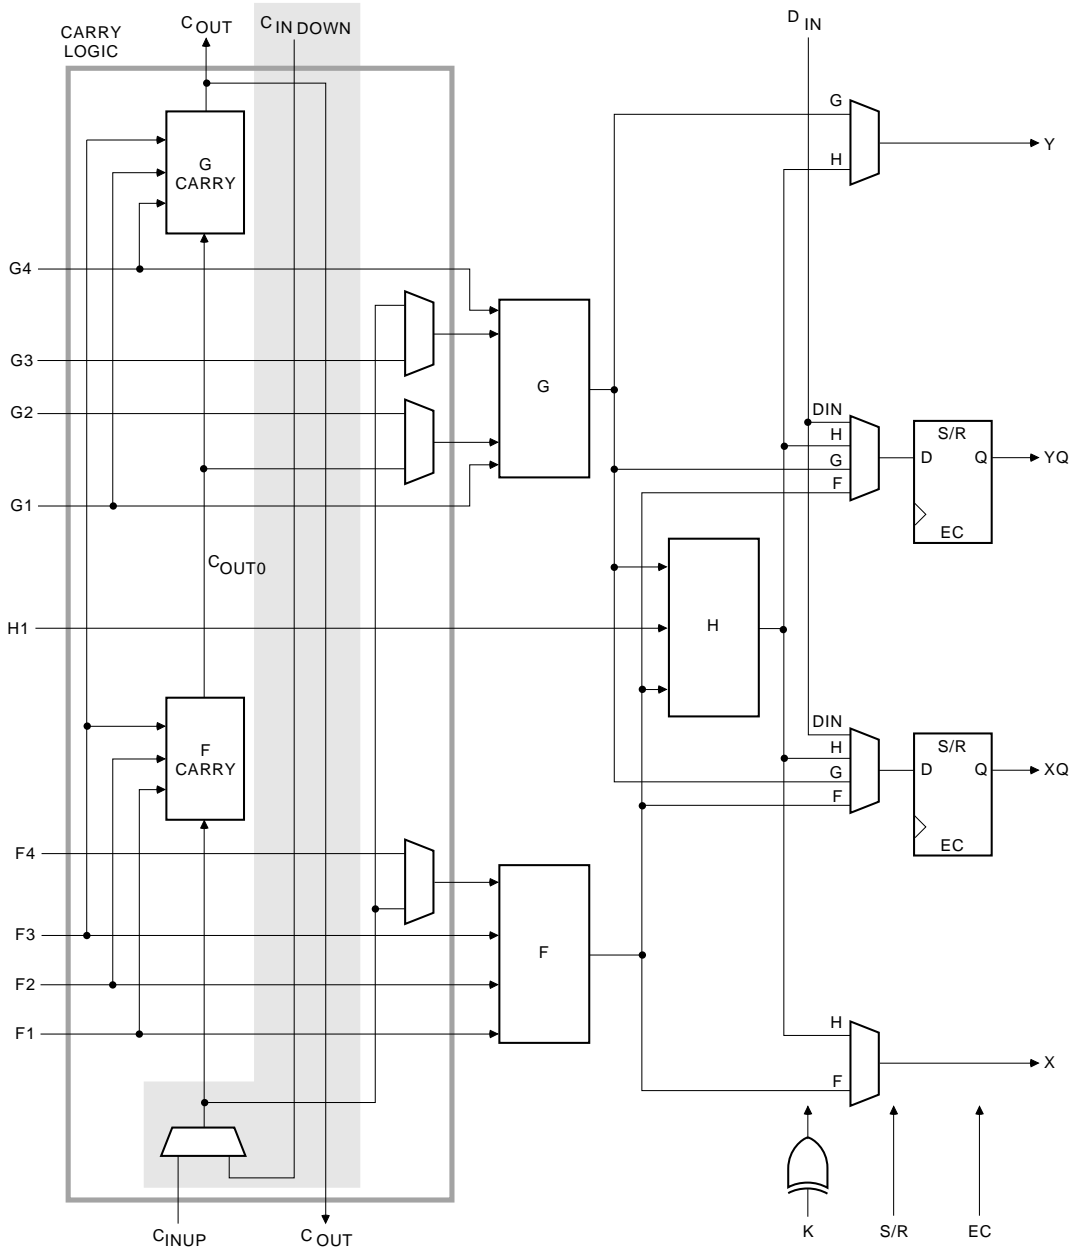 C OUT
C IN DOWN
D IN
CARRY
LOGIC
G
CARRY
G
H
Y
G4
G3
G2
G1
G
DIN
H
G
F
S/R
D Q
EC
YQ
C OUT0
H1
H
F
CARRY
DIN
H
G
F
S/R
D Q
EC
XQ
F4
F3
F2
F1
F
H
F
X
C INUP
C OUT
K
S/R
EC